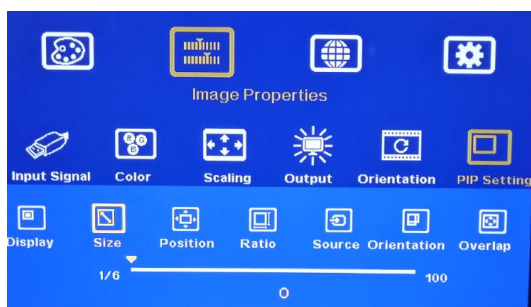 Image Properties
Input Signal Color Scaling Output Orientation PIP Setting
Display Size Position Ratio Source Orientation Overlap
1/6 100
0